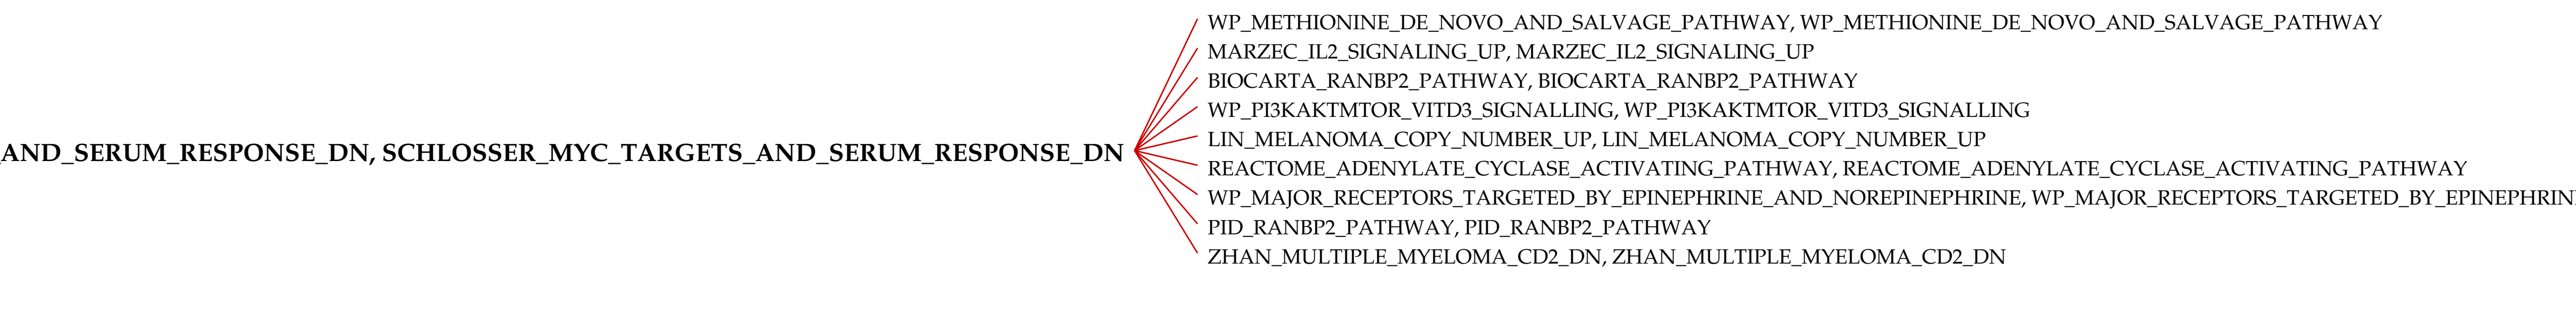 WP_METHIONINE_DE_NOVO_AND_SALVAGE_PATHWAY, WP_METHIONINE_DE_NOVO_AND_SALVAGE_PATHWAY
MARZEC_IL2_SIGNALING_UP, MARZEC_IL2_SIGNALING_UP
BIOCARTA_RANBP2_PATHWAY, BIOCARTA_RANBP2_PATHWAY
WP_PI3KAKTMTOR_VITD3_SIGNALLING, WP_PI3KAKTMTOR_VITD3_SIGNALLING
LIN_MELANOMA_COPY_NUMBER_UP, LIN_MELANOMA_COPY_NUMBER_UP
AND_SERUM_RESPONSE_DN, SCHLOSSER_MYC_TARGETS_AND_SERUM_RESPONSE_DN
REACTOME_ADENYLATE_CYCLASE_ACTIVATING_PATHWAY, REACTOME_ADENYLATE_CYCLASE_ACTIVATING_PATHWAY
WP_MAJOR_RECEPTORS_TARGETED_BY_EPINEPHRINE_AND_NOREPINEPHRINE, WP_MAJOR_RECEPTORS_TARGETED_BY_EPINEPHRIN
PID_RANBP2_PATHWAY, PID_RANBP2_PATHWAY
ZHAN_MULTIPLE_MYELOMA_CD2_DN, ZHAN_MULTIPLE_MYELOMA_CD2_DN